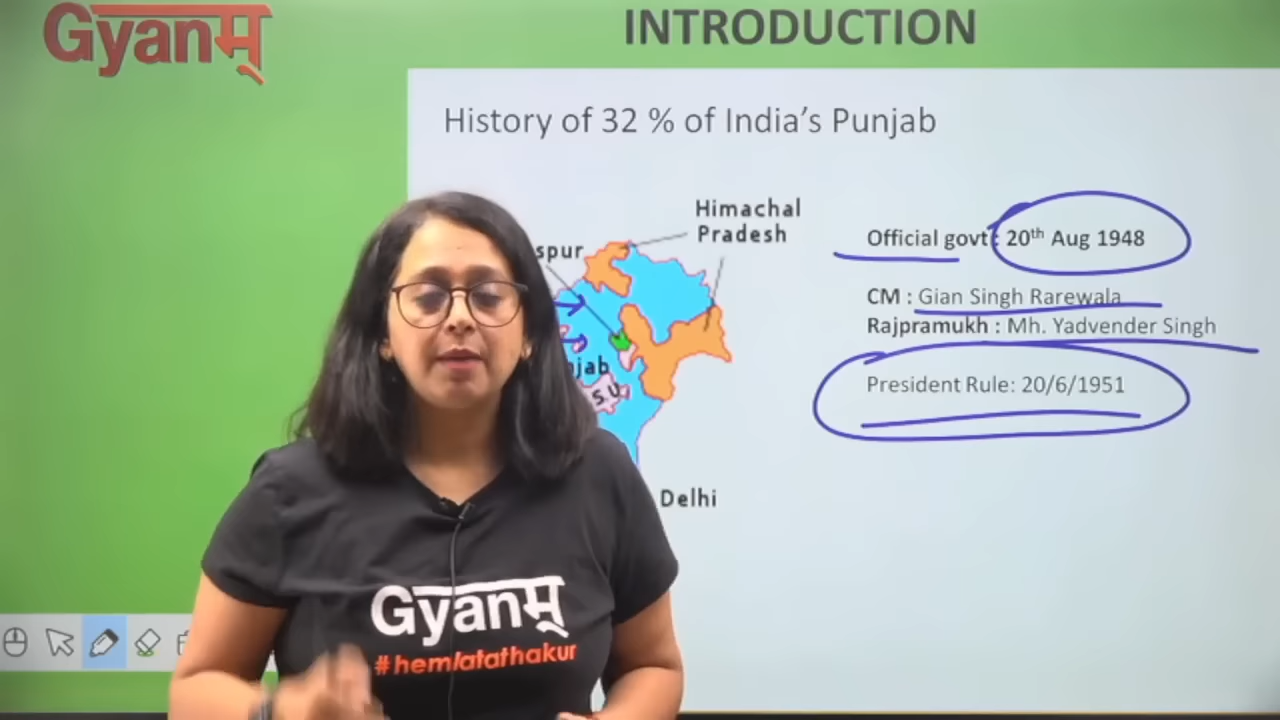 Gyanम्
INTRODUCTION
History of 32 % of India's Punjab
Himachal
Pradesh
spur
Official govt : 20th Aug 1948
CM : Gian Singh Rarewala
Rajpramukh : Mh. Yadvender Singh
President Rule: 20/6/1951
jab
S.U
Delhi
Gyanम्
#hemlatathakur